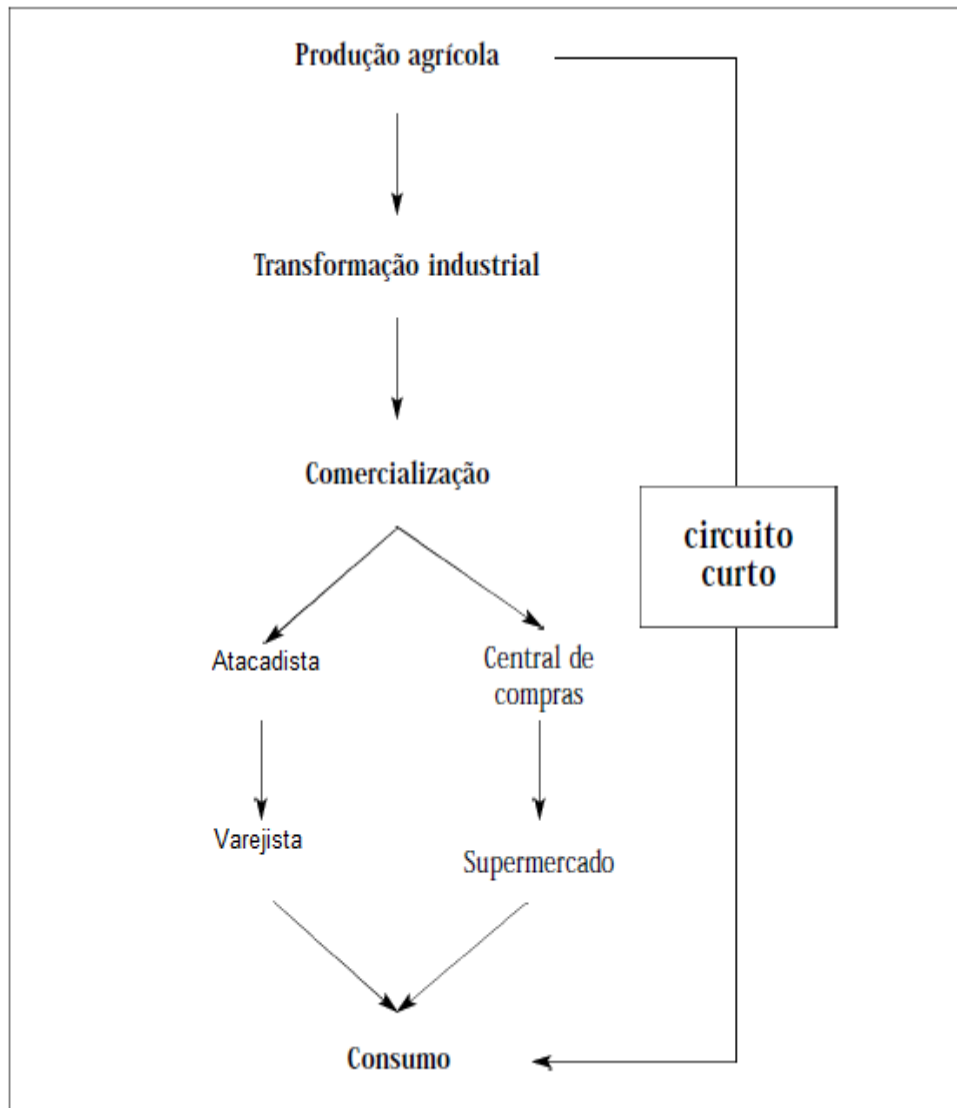 Produção agrícola
Transformação industrial
Comercialização
circuito
curto
Atacadista
Central de
compras
Varejista
Supermercado
Consumo